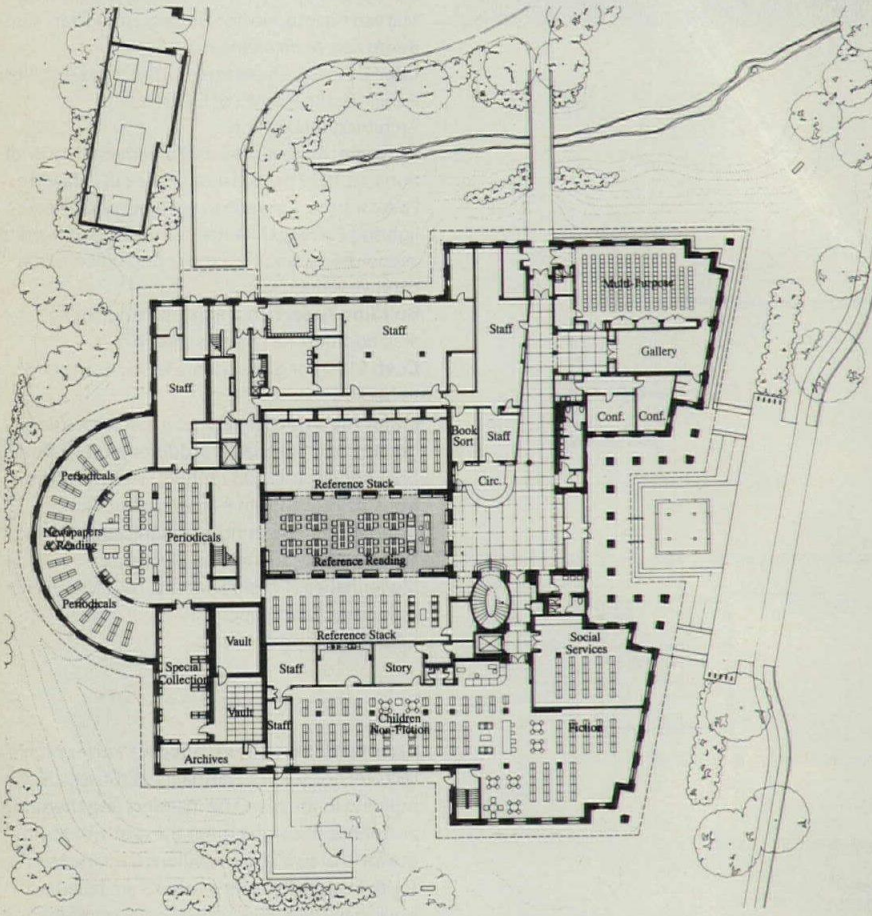 Multi-Purpose
Staff
Staff
Gallery
Staff
Conf.
Conf.
Book
Sort
Staff
Periodicals
Reference Stack
Circ.
Newspapers
& Reading
Periodicals
Reference Reading
Periodicals
Reference Stack
Vault
Social
Services
Special
Collection
Staff
Story
Vault
Staff
Children
Non-Fiction
Fiction
Archives